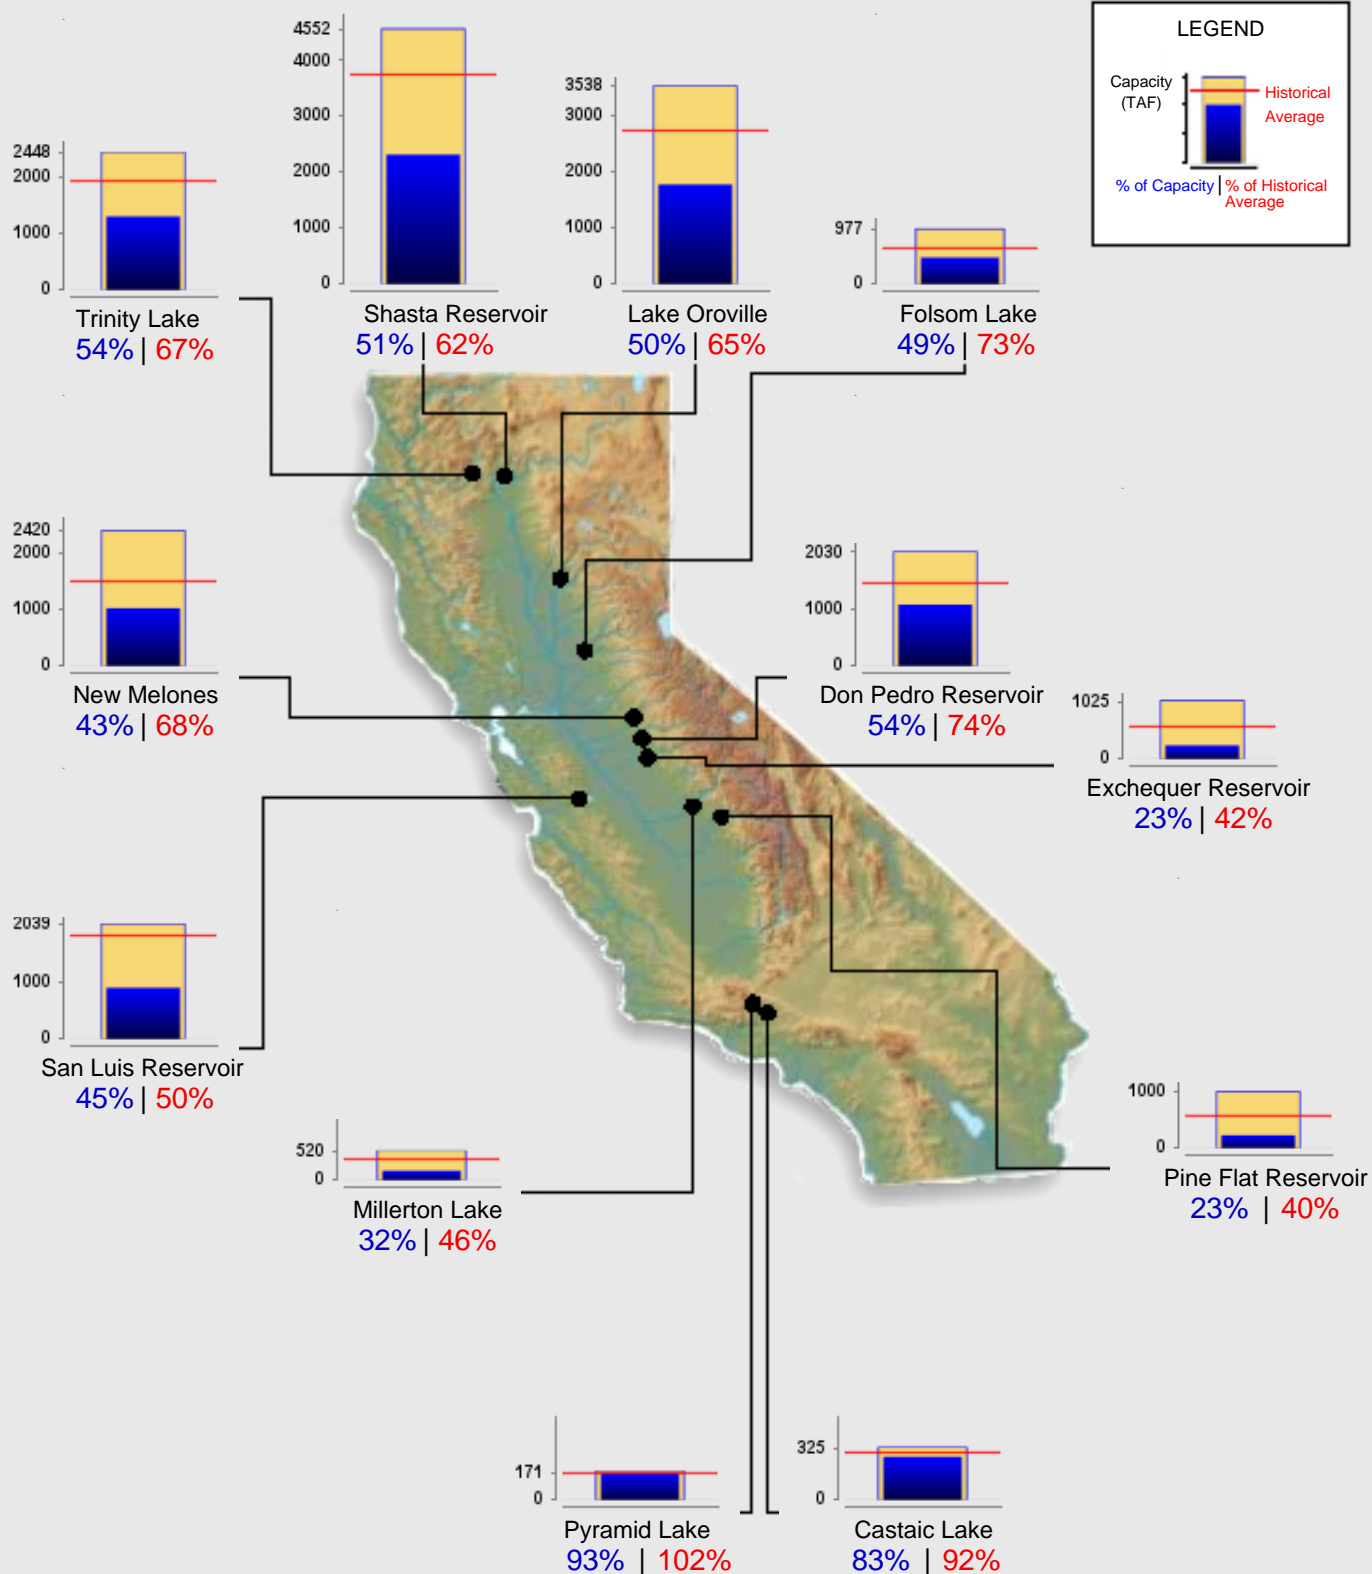 LEGEND
Capacity
(TAF)
Historical
Average
% of Capacity | % of Historical
Average
4552
4000
3000
2000
1000
0
Shasta Reservoir
51% | 62%
3538
3000
2000
1000
0
Lake Oroville
50% | 65%
2448
2000
1000
0
Trinity Lake
54% | 67%
977
0
Folsom Lake
49% | 73%
2420
2000
1000
0
New Melones
43% | 68%
2030
1000
0
Don Pedro Reservoir
54% | 74%
1025
0
Exchequer Reservoir
23% | 42%
2039
1000
0
San Luis Reservoir
45% | 50%
520
0
Millerton Lake
32% | 46%
1000
0
Pine Flat Reservoir
23% | 40%
171
0
Pyramid Lake
93% | 102%
325
0
Castaic Lake
83% | 92%